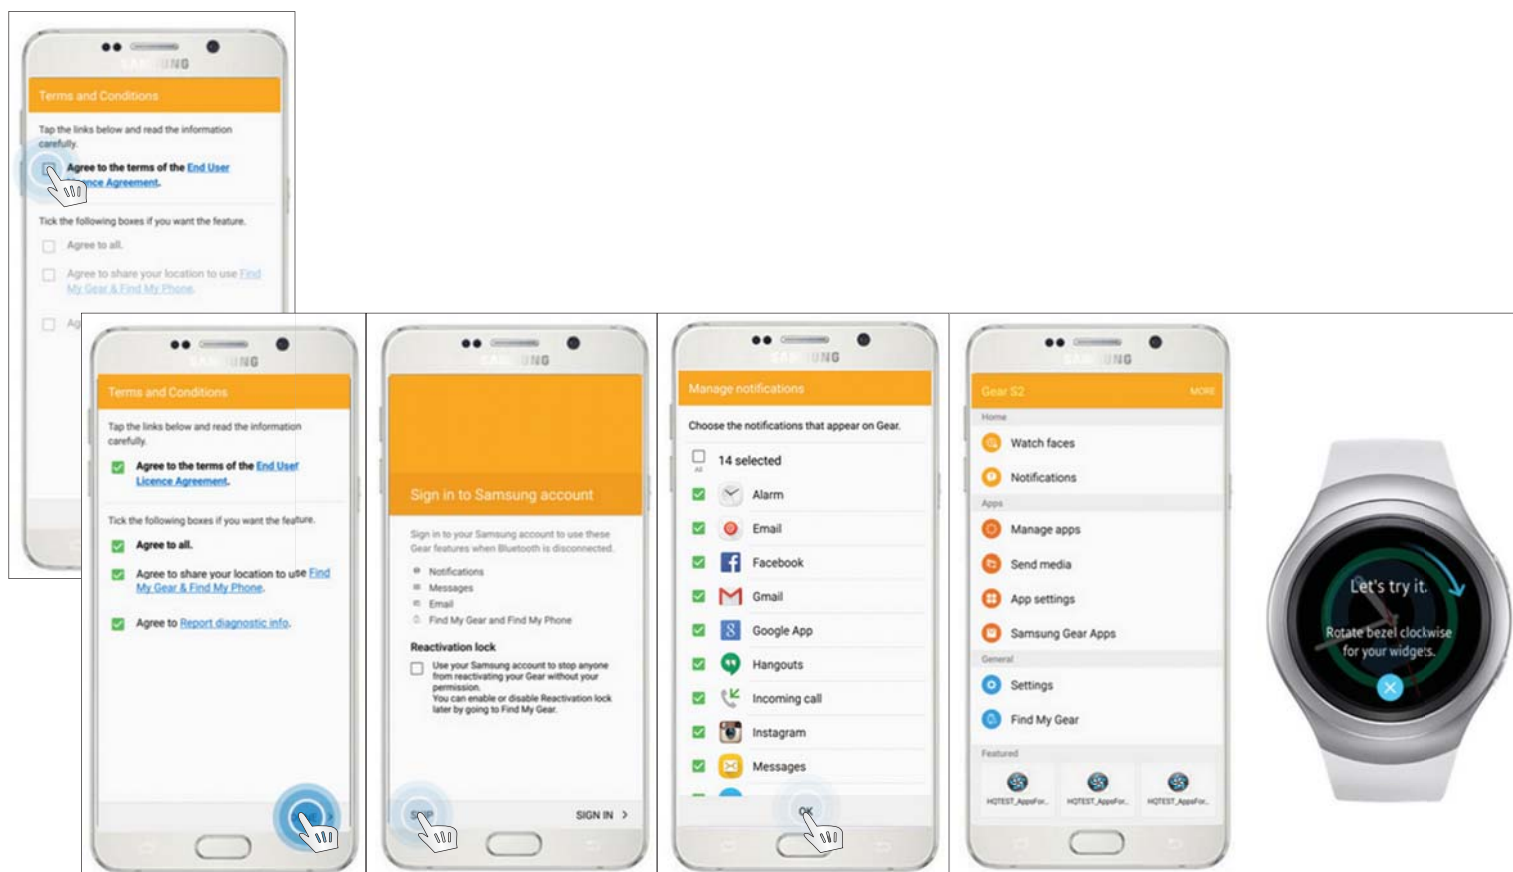 Terms and Conditions
Tap the links below and read the information
carefully.
Agree to the terms of the End User
Agreement.
Tick the following boxes if you want the feature.
Agree to all.
Agree to share your location to use Find
My Gear & Find My Phone.
Terms and Conditions
Tap the links below and read the information
carefully.
Agree to the terms of the End User
Licence Agreement.
Tick the following boxes if you want the feature.
Agree to all.
Agree to share your location to use Find
My Gear & Find My Phone.
Agree to Report diagnostic info.
Sign in to Samsung account
Sign in to your Samsung account to use these
Gear features when Bluetooth is disconnected.
Notifications
Messages
Email
Find My Gear and Find My Phone
Reactivation lock
Use your Samsung account to stop anyone
from reactivating your Gear without your
permission.
You can enable or disable Reactivation lock
later by going to Find My Gear.
SIGN IN >
Manage notifications
Choose the notifications that appear on Gear.
All
14 selected
Alarm
Email
Facebook
Gmail
Google App
Hangouts
Incoming call
Instagram
Messages
OK
Gear S2 MORE
Home
Watch faces
Notifications
Apps
Manage apps
Send media
App settings
Samsung Gear Apps
General
Settings
Find My Gear
Featured
HQTEST_AppsFor... HQTEST_AppsFor... HQTEST_AppsFor...
Let's try it.
Rotate bezel clockwise
for your widgets.